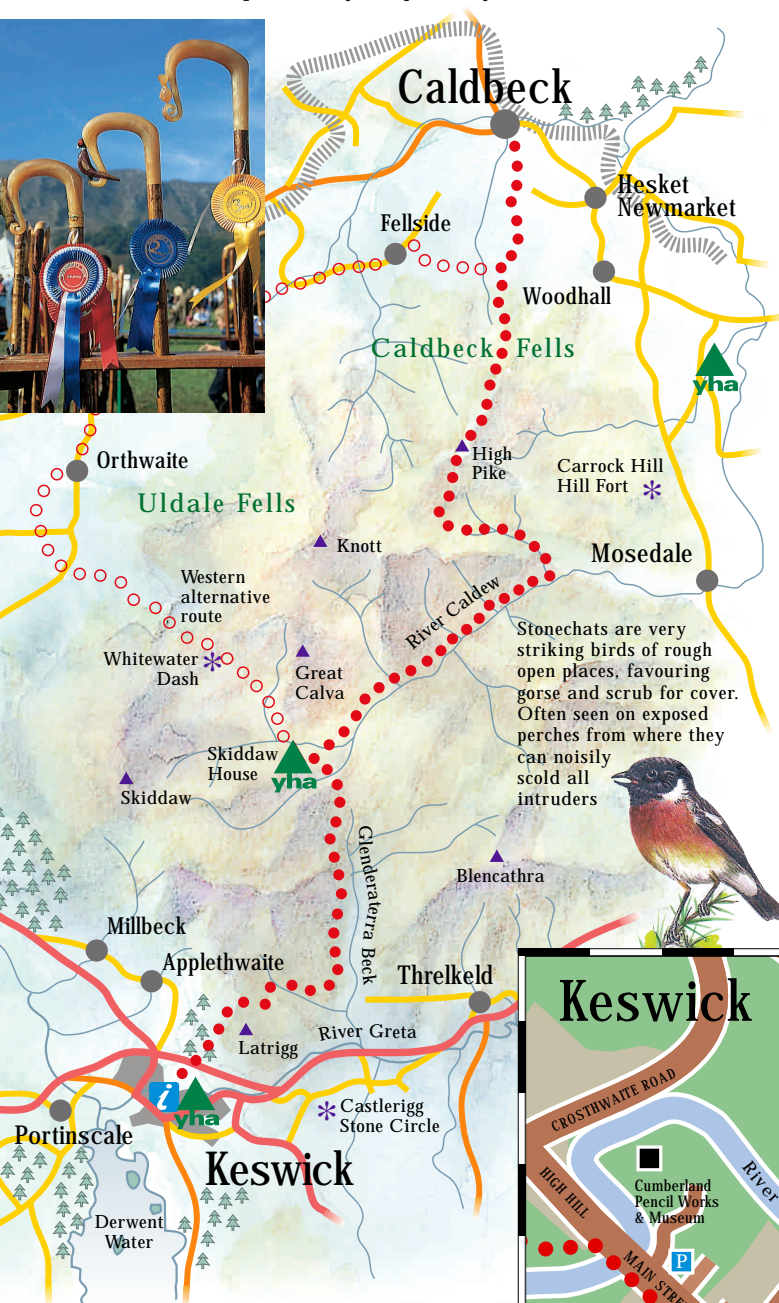 Caldbeck
Hesket
Newmarket
Fellside
Woodhall
Caldbeck Fells
yha
High
Pike
Carrock Hill
Hill Fort
Orthwaite
Uldale Fells
Knott
Mosedale
Western
alternative
route
River Caldew
Whitewater
Dash
Great
Calva
Stonechats are very
striking birds of rough
open places, favouring
gorse and scrub for cover.
Often seen on exposed
perches from where they
can noisily
scold all
intruders
Skiddaw
House
yha
Skiddaw
Glenderaterra Beck
Blencathra
Millbeck
Applethwaite
Threlkeld
River Greta
Latrigg
i
yha
Castlerigg
Stone Circle
Portinscale
Keswick
Derwent
Water
Keswick
CROSTHWAITE ROAD
HIGH HILL
Cumberland
Pencil Works
& Museum
River
P
MAIN STRE